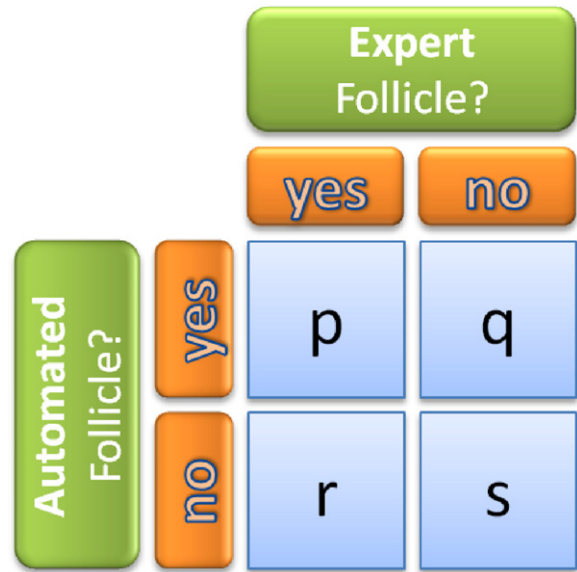 Expert
Follicle?
yes no
Automated
Follicle?
yes
p q
no
r s